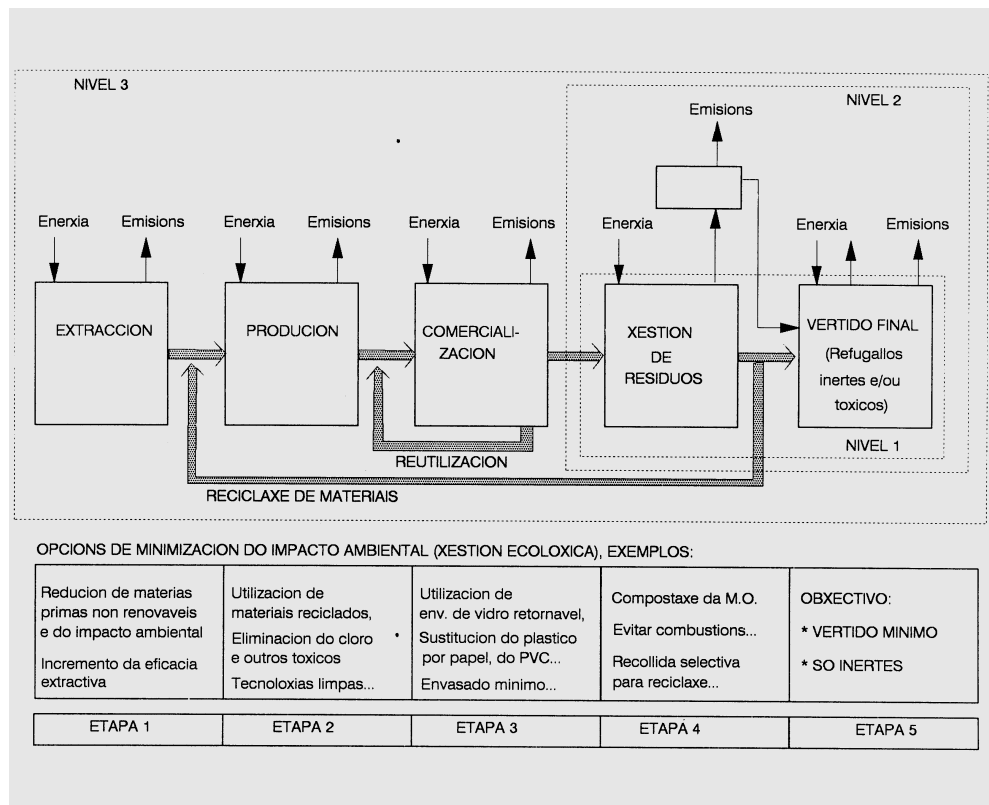 NIVEL 3
NIVEL 2
Emisions
Enerxia
Emisions
Enerxia
Emisions
Enerxia
Emisions
Enerxia
Enerxia
Emisions
EXTRACCION
PRODUCION
COMERCIALI-
ZACION
XESTION
DE
RESIDUOS
VERTIDO FINAL
(Refugallos
inertes e/ou
toxicos)
NIVEL 1
REUTILIZACION
RECICLAXE DE MATERIAIS
OPCIONS DE MINIMIZACION DO IMPACTO AMBIENTAL (XESTION ECOLOXICA), EXEMPLOS:
Reducion de materias
primas non renovaveis
e do impacto ambiental
Incremento da eficacia
extractiva
Utilizacion de
materiais reciclados,
Eliminacion do cloro
e outros toxicos
Tecnoloxias limpas...
Utilizacion de
env. de vidro retornavel,
Sustitucion do plastico
por papel, do PVC...
Envasado minimo...
Compostaxe da M.O.
Evitar combustions...
Recollida selectiva
para reciclaxe...
OBXECTIVO:
* VERTIDO MINIMO
* SO INERTES
ETAPA 1
ETAPA 2
ETAPA 3
ETAPA 4
ETAPA 5